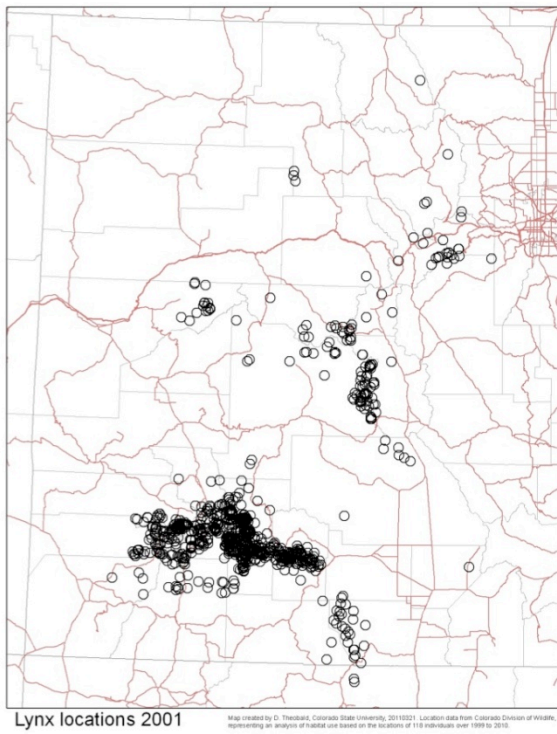 Lynx locations 2001
Map created by D. Theobald, Colorado State University, 20110321. Location data from Colorado Division of Wildlife,
representing an analysis of habitat use based on the locations of 118 individuals over 1999 to 2010.